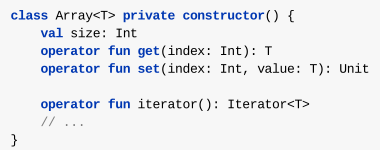 class Array<T> private constructor() {
    val size: Int
    operator fun get(index: Int): T
    operator fun set(index: Int, value: T): Unit

    operator fun iterator(): Iterator<T>
    // ...
}